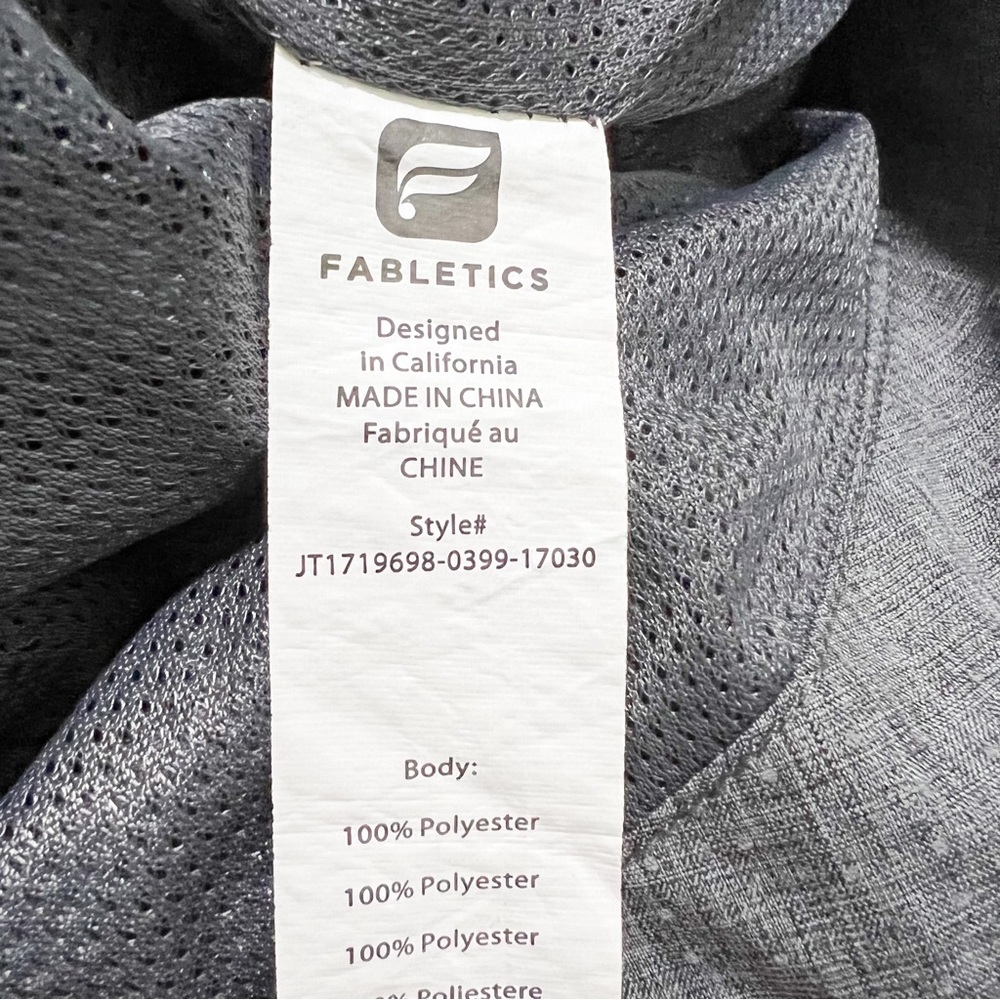 FABLETICS
Designed
in California
MADE IN CHINA
Fabriqué au
CHINE
Style#
JT1719698-0399-17030
Body:
100% Polyester
100% Polyester
100% Polyester
% Poliestere